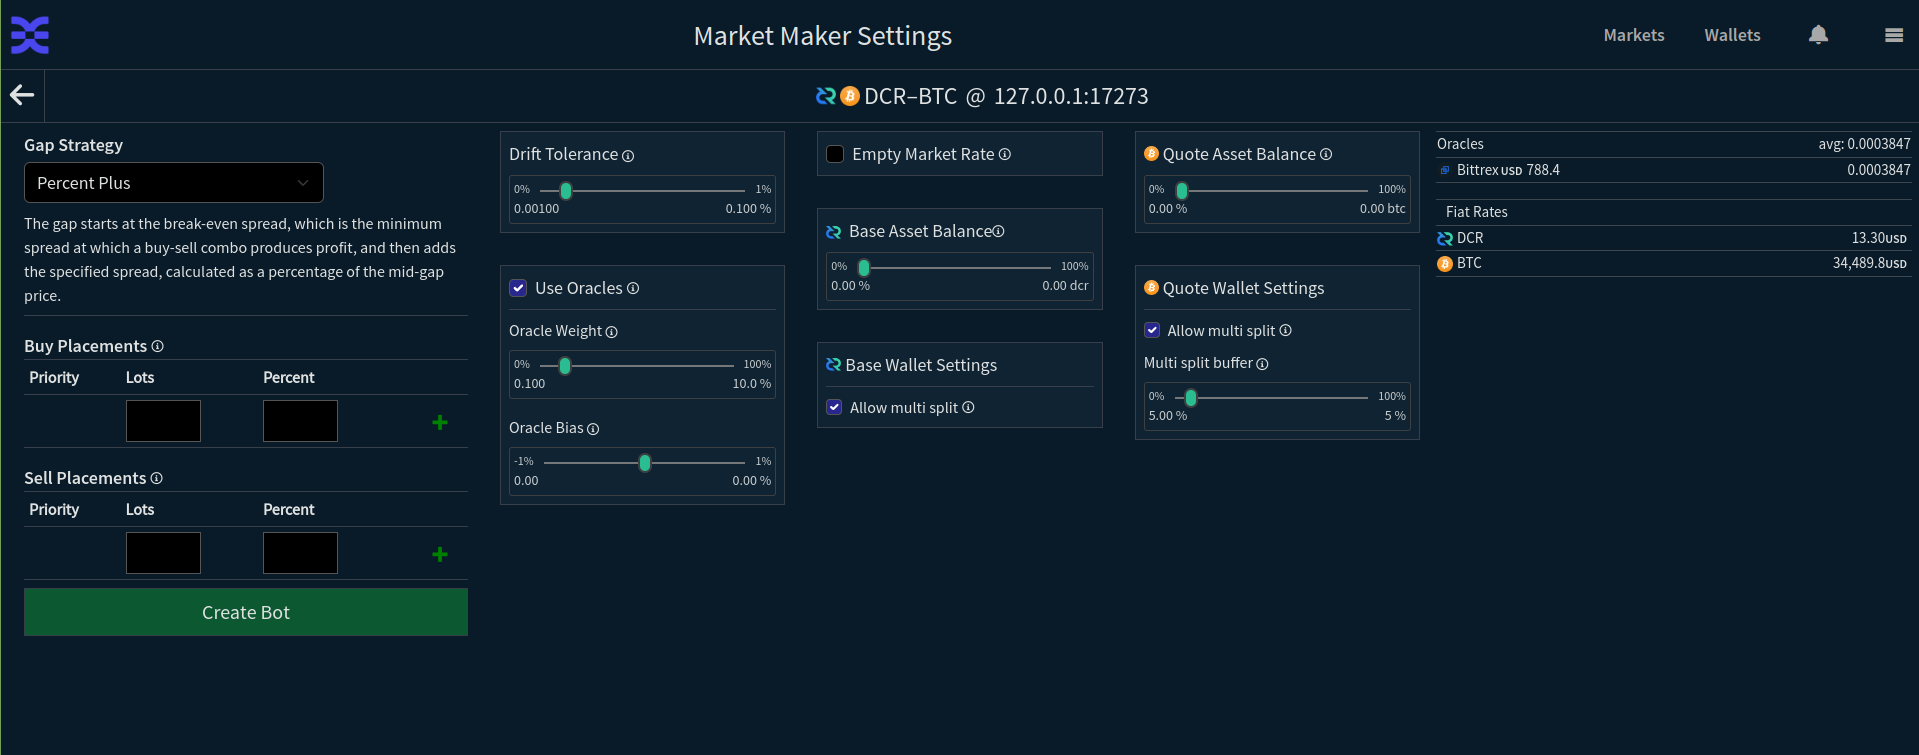 Market Maker Settings
Markets
Wallets
DCR–BTC @ 127.0.0.1:17273
Gap Strategy
Percent Plus
The gap starts at the break-even spread, which is the minimum
spread at which a buy-sell combo produces profit, and then adds
the specified spread, calculated as a percentage of the mid-gap
price.
Buy Placements
Priority Lots Percent
Sell Placements
Priority Lots Percent
Create Bot
Drift Tolerance
0% 1%
0.00100 0.100 %
Use Oracles
Oracle Weight
0% 100%
0.100 10.0 %
Oracle Bias
-1% 1%
0.00 0.00 %
Empty Market Rate
Base Asset Balance
0% 100%
0.00 % 0.00 dcr
Base Wallet Settings
Allow multi split
Quote Asset Balance
0% 100%
0.00 % 0.00 btc
Quote Wallet Settings
Allow multi split
Multi split buffer
0% 100%
5.00 % 5 %
Oracles avg: 0.0003847
Bittrex USD 788.4 0.0003847
Fiat Rates
DCR 13.30USD
BTC 34,489.8USD